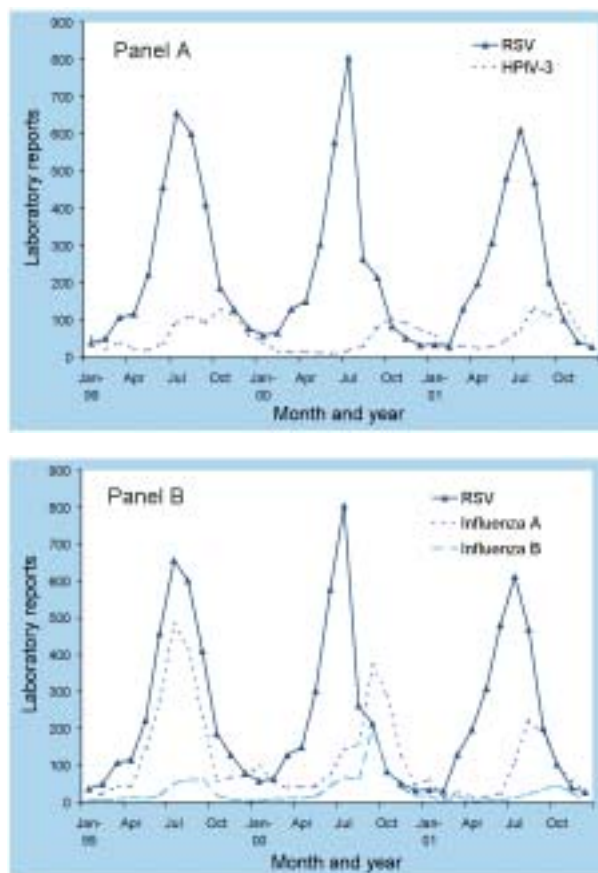 Panel A
RSV
HPIV-3
Laboratory reports
900
800
700
600
500
400
300
200
100
0
Jan-99 Apr Jul Oct Jan-00 Apr Jul Oct Jan-01 Apr Jul Oct
Month and year
Panel B
RSV
Influenza A
Influenza B
Laboratory reports
900
800
700
600
500
400
300
200
100
0
Jan-99 Apr Jul Oct Jan-00 Apr Jul Oct Jan-01 Apr Jul Oct
Month and year